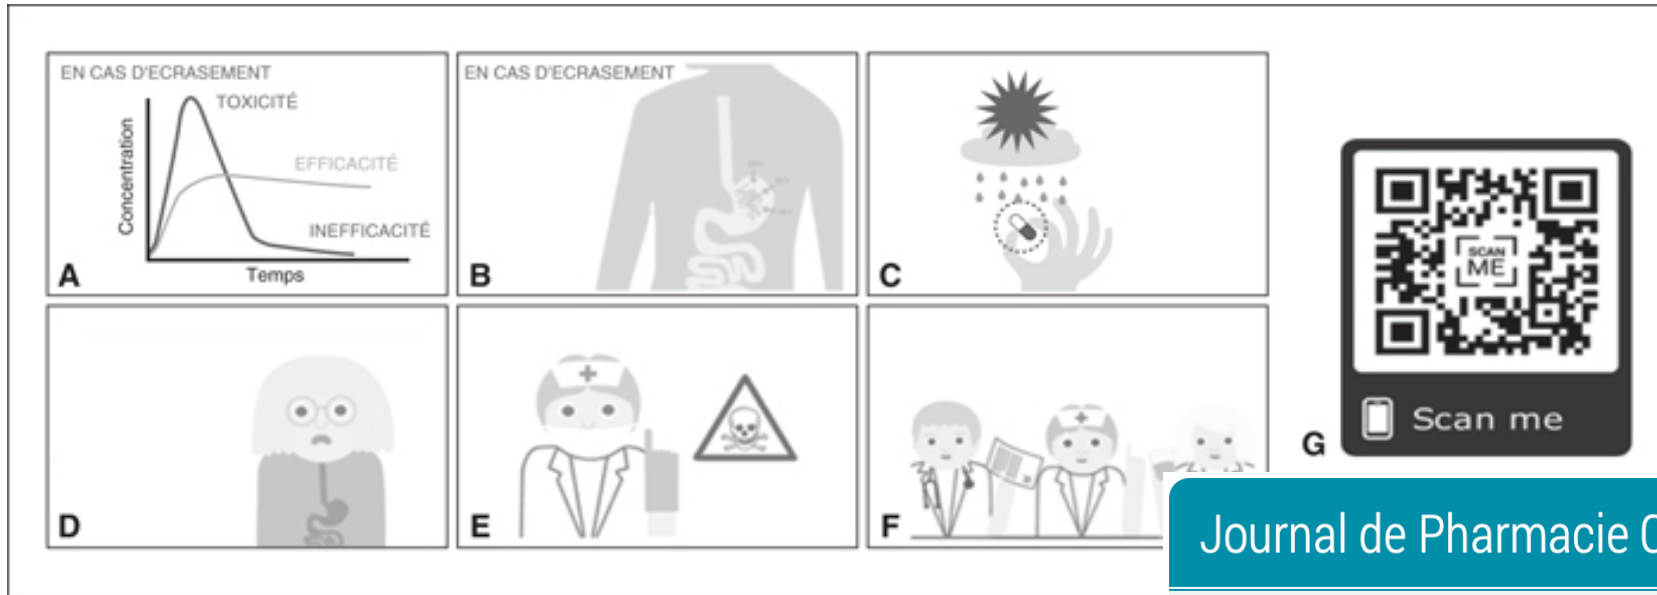 EN CAS D'ECRASEMENT
TOXICITÉ
EFFICACITÉ
INEFFICACITÉ
Concentration
Temps
A
EN CAS D'ECRASEMENT
B
C
D
E
F
SCAN
ME
Scan me
G
Journal de Pharmacie